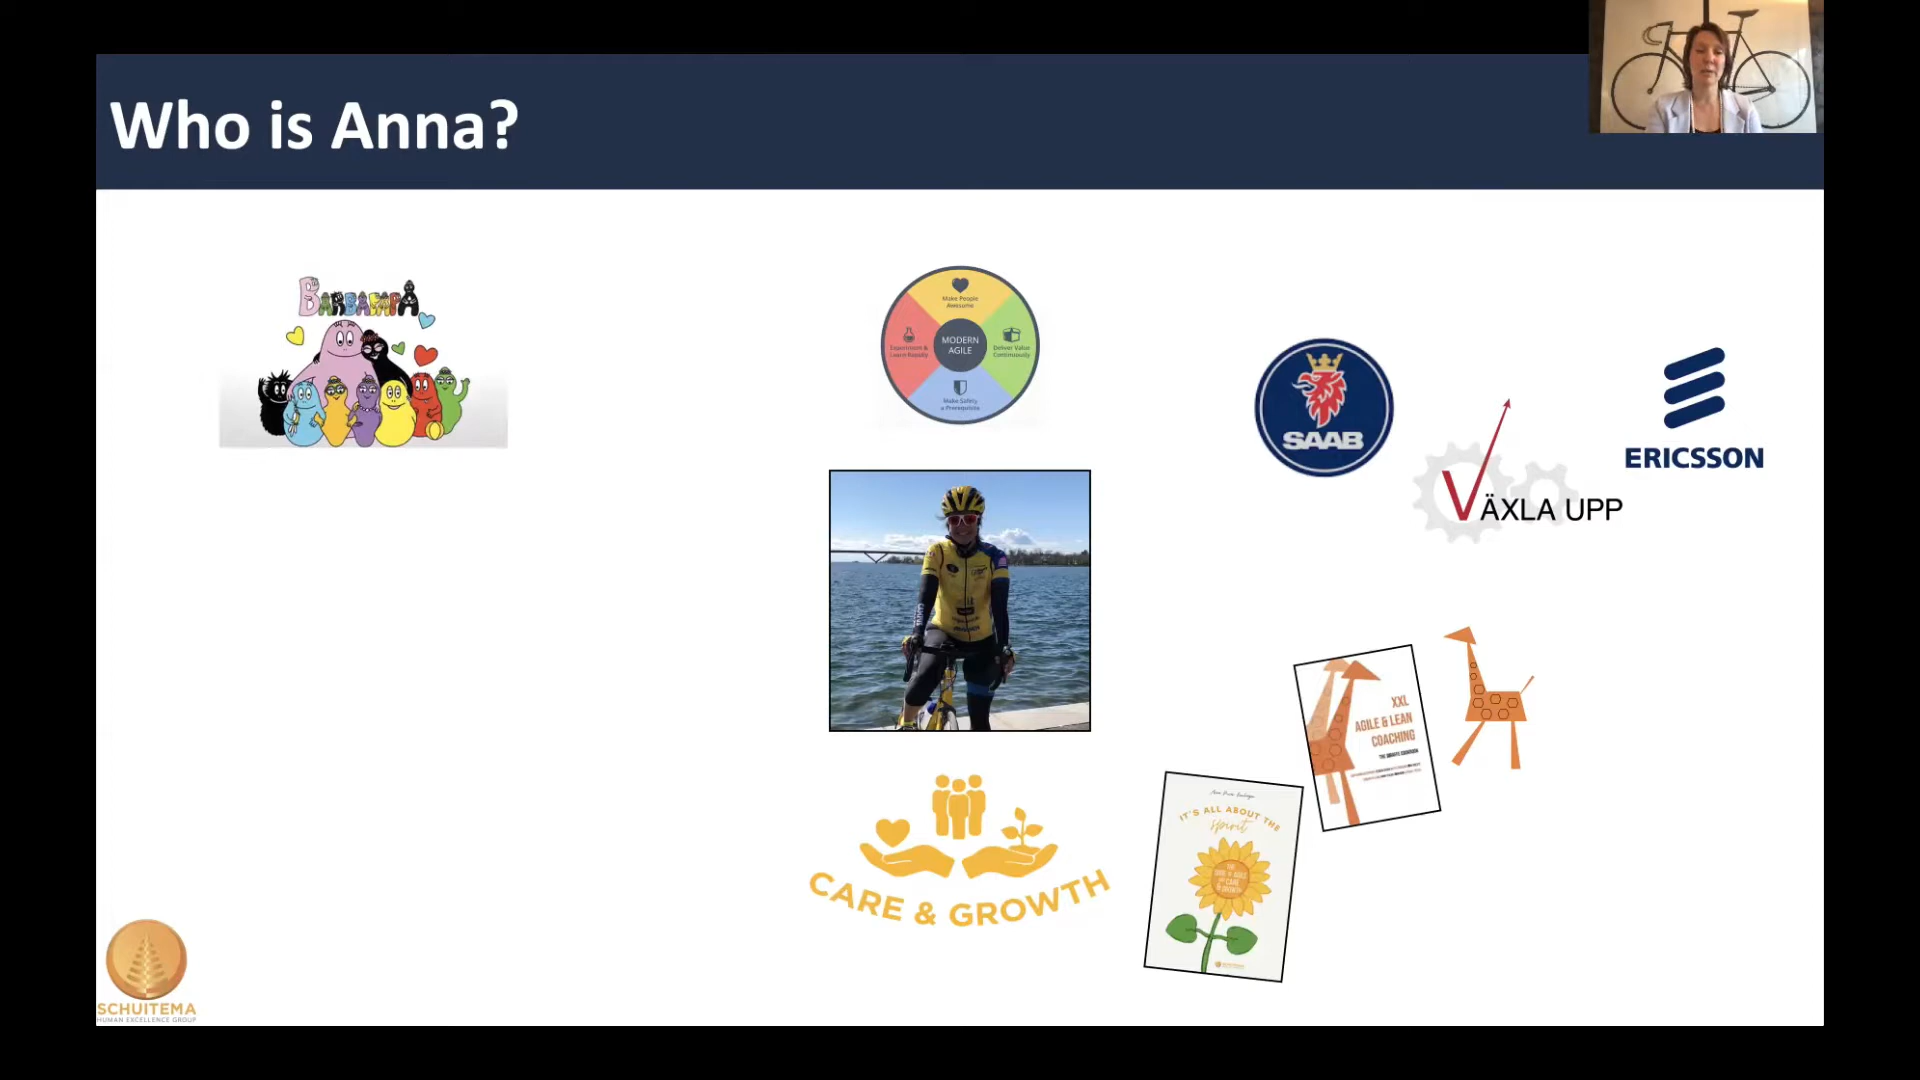 Who is Anna?
BARBAPAPA
Make People
Awesome
Experiment &
Learn Rapidly
MODERN
AGILE
Deliver Value
Continuously
Make Safety
a Prerequisite
SAAB
ERICSSON
VÄXLA UPP
XXL
AGILE & LEAN
COACHING
IT'S ALL ABOUT THE
spirit
CARE & GROWTH
SCHUITEMA
HUMAN EXCELLENCE GROUP